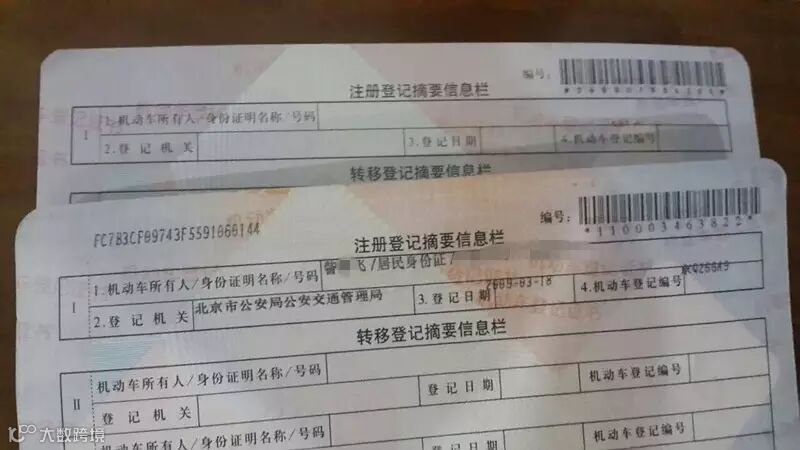 编号：
注册登记摘要信息栏
I
1.机动车所有人/身份证明名称/号码
2.登记机关 3.登记日期 4.机动车登记编号
转移登记摘要信息栏
编号：
*110003463822*
FC7B3CF09743F5591060144
注册登记摘要信息栏
I
1.机动车所有人/身份证明名称/号码 飞/居民身份证/
2.登记机关 北京市公安局公安交通管理局 3.登记日期 2009-03-18 4.机动车登记编号
转移登记摘要信息栏
II
机动车所有人/身份证明名称/号码 登记日期 机动车登记编号
登记机关
机动车所有人/身份证明名称/号码
登记日期 机动车登记编号
大数跨境